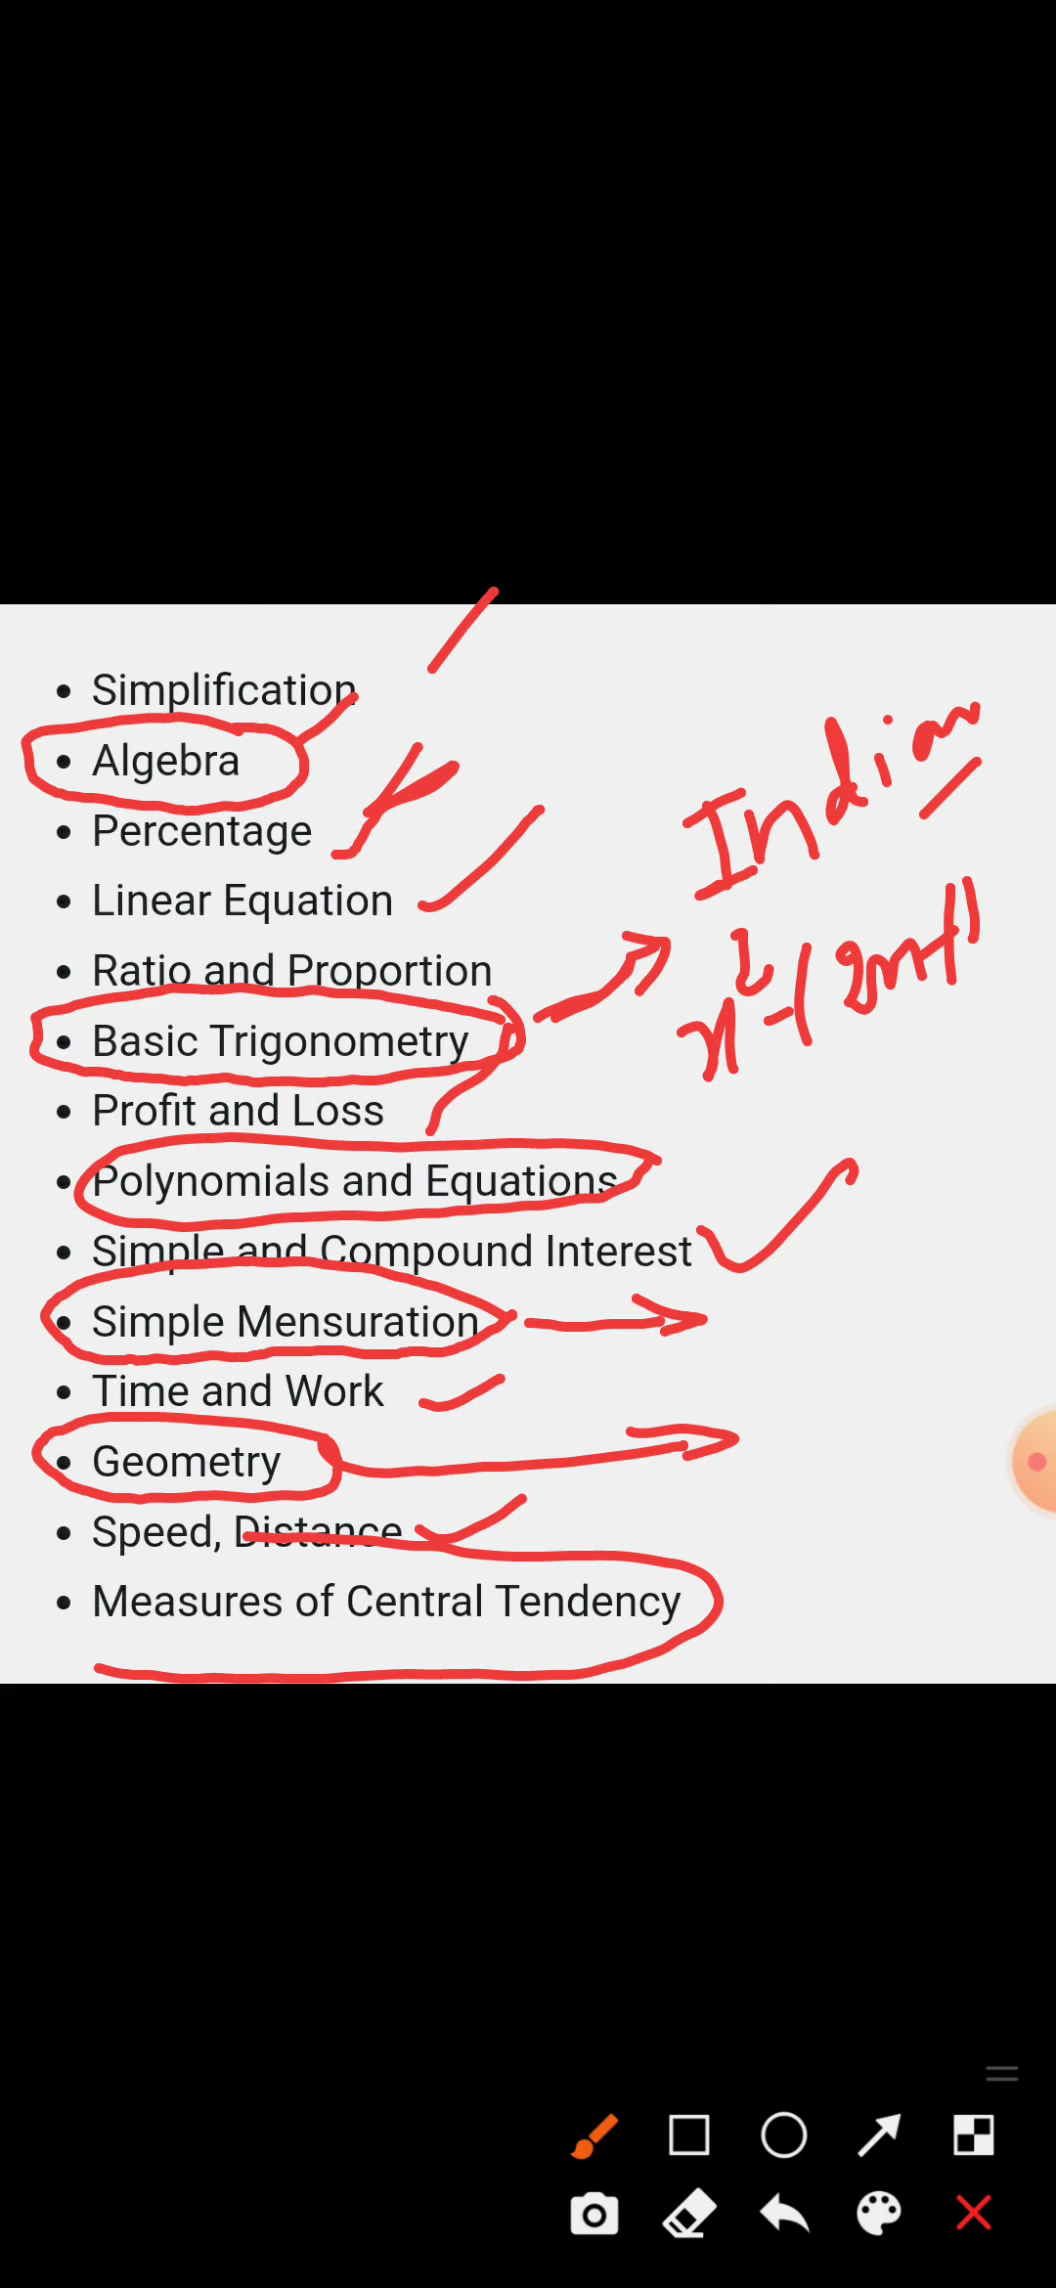 • Simplification
• Algebra
• Percentage
• Linear Equation
• Ratio and Proportion
• Basic Trigonometry
• Profit and Loss
• Polynomials and Equations
• Simple and Compound Interest
• Simple Mensuration
• Time and Work
• Geometry
• Speed, Distance
• Measures of Central Tendency
Indian